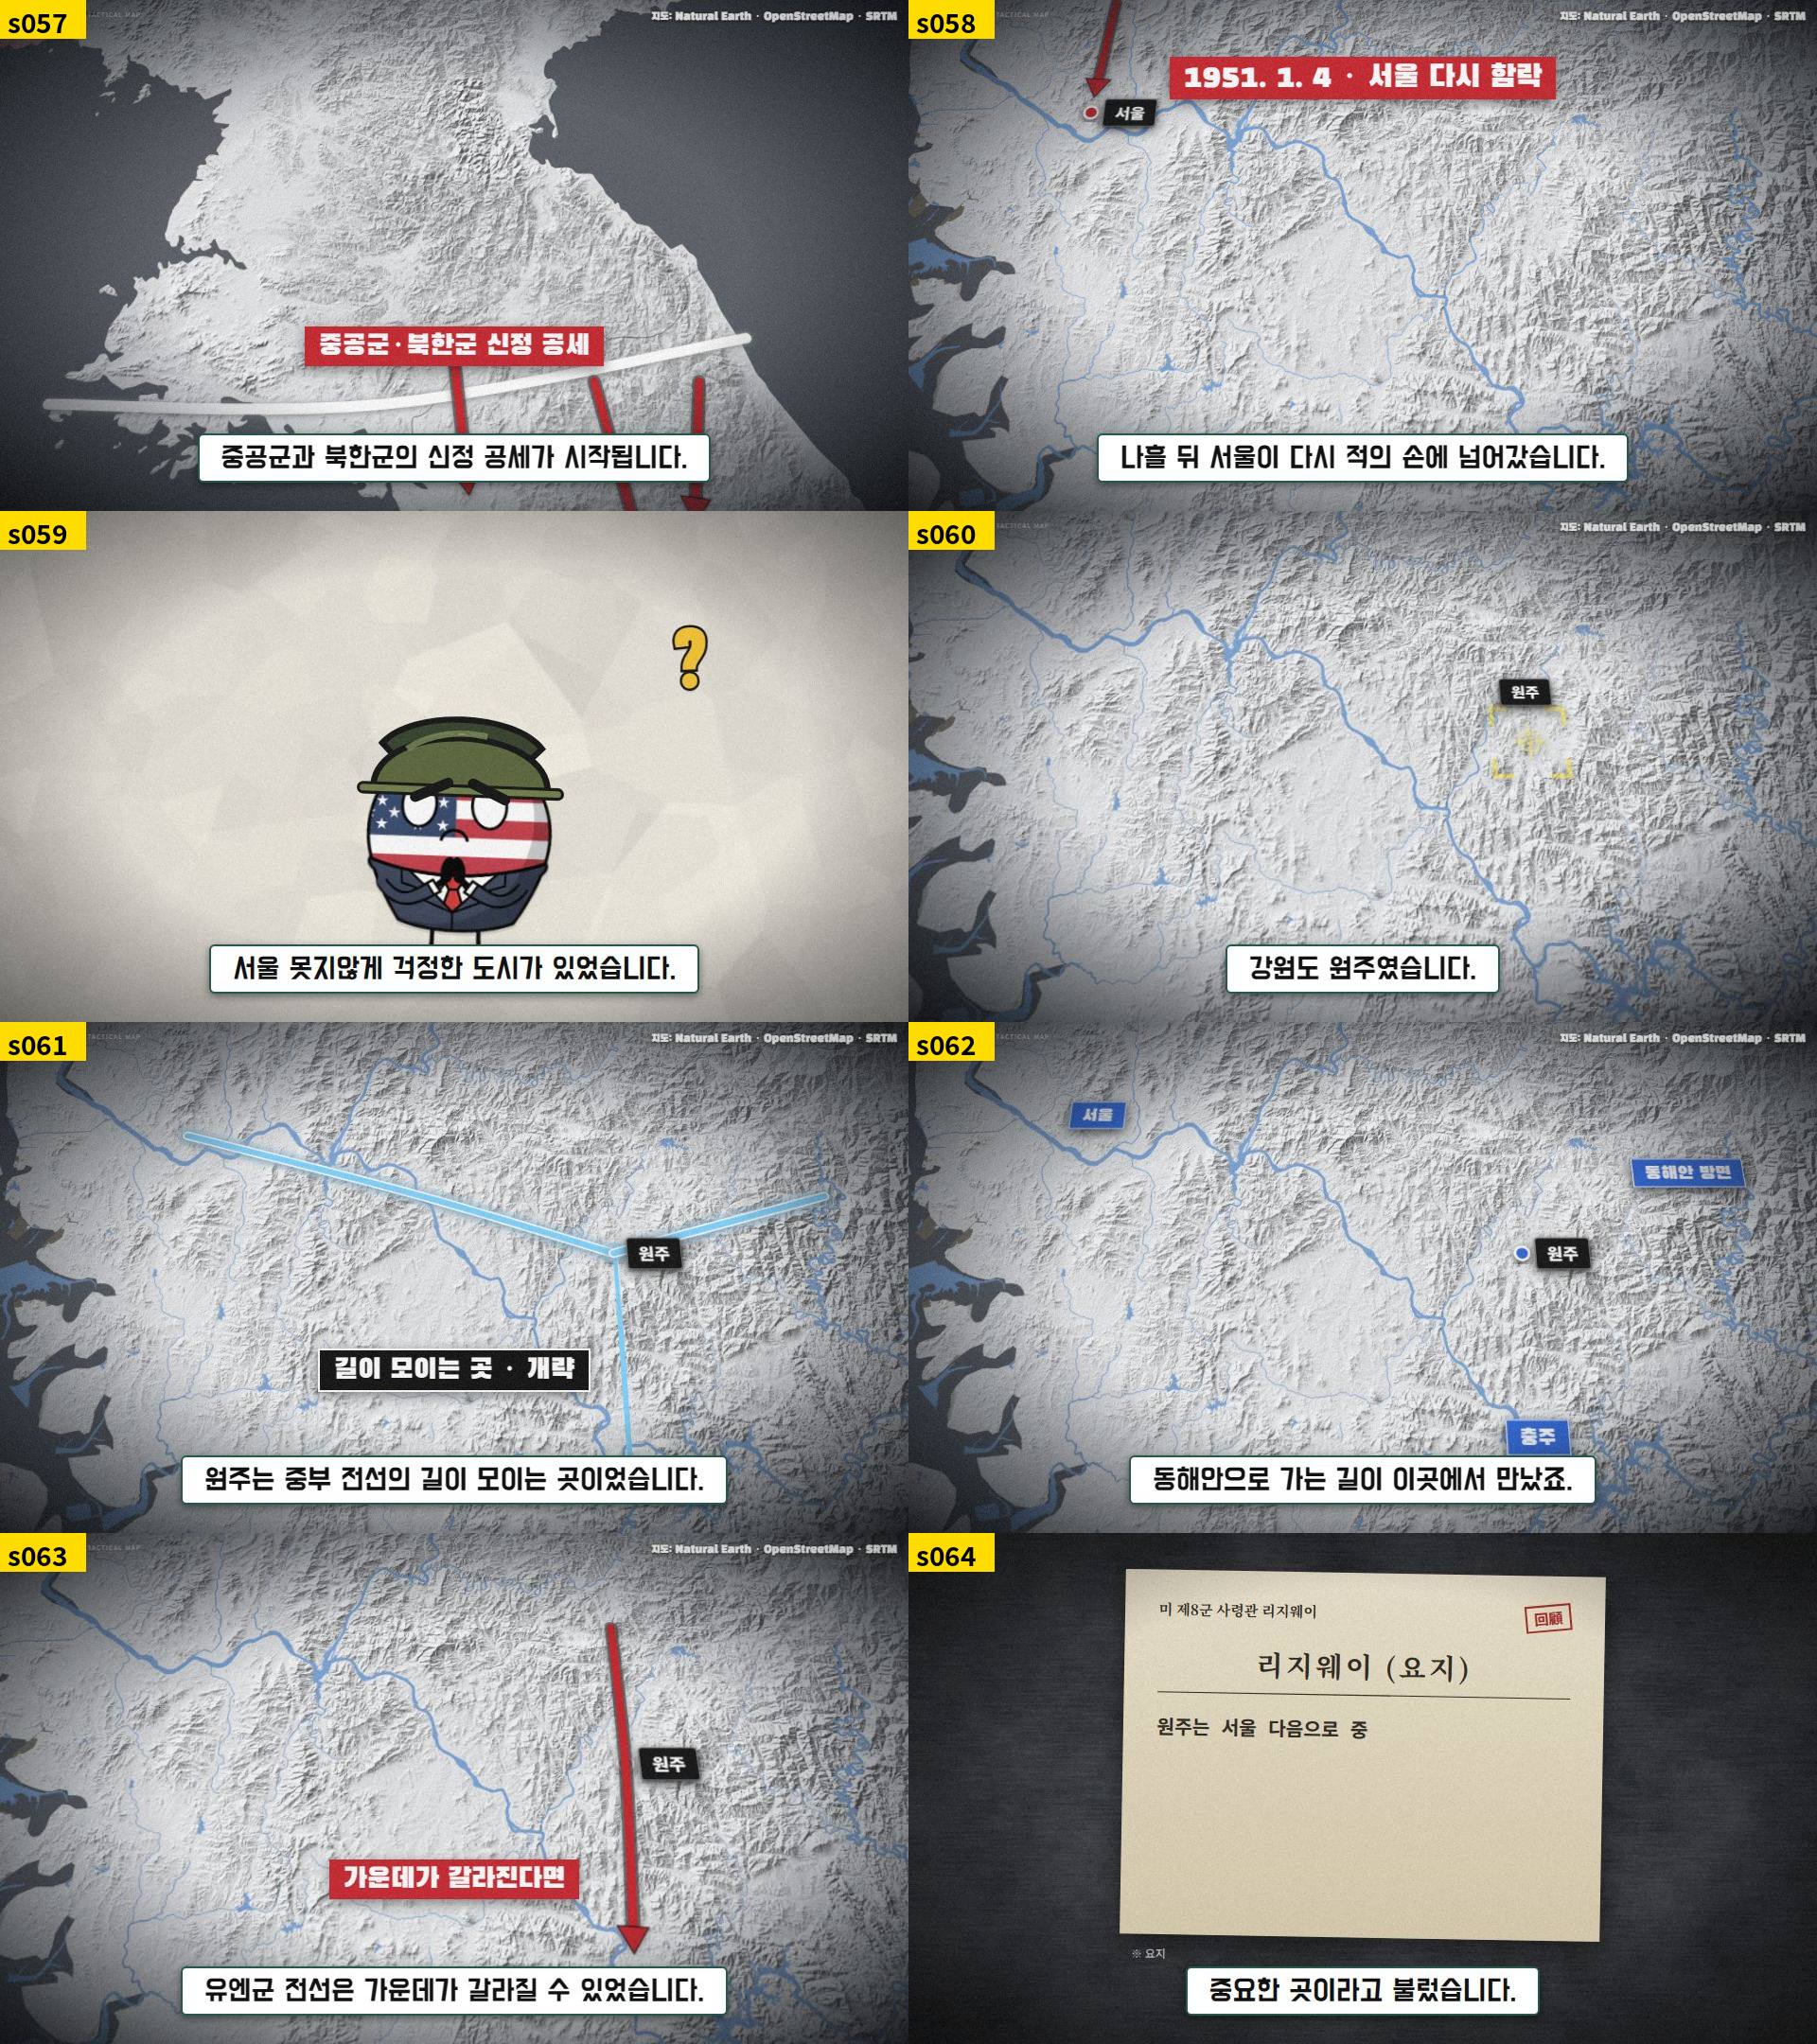 s057
TACTICAL MAP
지도: Natural Earth · OpenStreetMap · SRTM
중공군·북한군 신정 공세
중공군과 북한군의 신정 공세가 시작됩니다.
s058
TACTICAL MAP
지도: Natural Earth · OpenStreetMap · SRTM
1951. 1. 4 · 서울 다시 함락
서울
나흘 뒤 서울이 다시 적의 손에 넘어갔습니다.
s059
?
서울 못지않게 걱정한 도시가 있었습니다.
s060
TACTICAL MAP
지도: Natural Earth · OpenStreetMap · SRTM
원주
강원도 원주였습니다.
s061
TACTICAL MAP
지도: Natural Earth · OpenStreetMap · SRTM
원주
길이 모이는 곳 · 개략
원주는 중부 전선의 길이 모이는 곳이었습니다.
s062
TACTICAL MAP
지도: Natural Earth · OpenStreetMap · SRTM
서울
동해안 방면
원주
충주
동해안으로 가는 길이 이곳에서 만났죠.
s063
TACTICAL MAP
지도: Natural Earth · OpenStreetMap · SRTM
원주
가운데가 갈라진다면
유엔군 전선은 가운데가 갈라질 수 있었습니다.
s064
미 제8군 사령관 리지웨이
回顧
리지웨이 (요지)
원주는 서울 다음으로 중
※ 요지
중요한 곳이라고 불렀습니다.